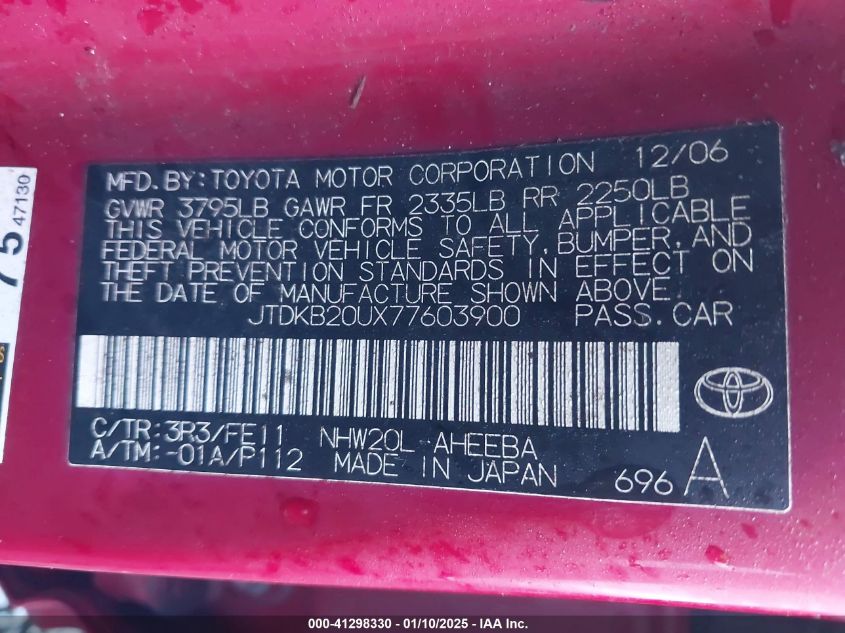 MFD. BY: TOYOTA MOTOR CORPORATION 12/06
GVWR 3795LB GAWR FR 2335LB RR 2250LB
THIS VEHICLE CONFORMS TO ALL APPLICABLE
FEDERAL MOTOR VEHICLE SAFETY, BUMPER, AND
THEFT PREVENTION STANDARDS IN EFFECT ON
THE DATE OF MANUFACTURE SHOWN ABOVE.
JTDKB20UX77603900 PASS. CAR
C/TR: 3R3/FE11 NHW20L-AHEEBA
A/TM: -01A/P112 MADE IN JAPAN 696 A
47130
75
000-41298330 - 01/10/2025 - IAA Inc.